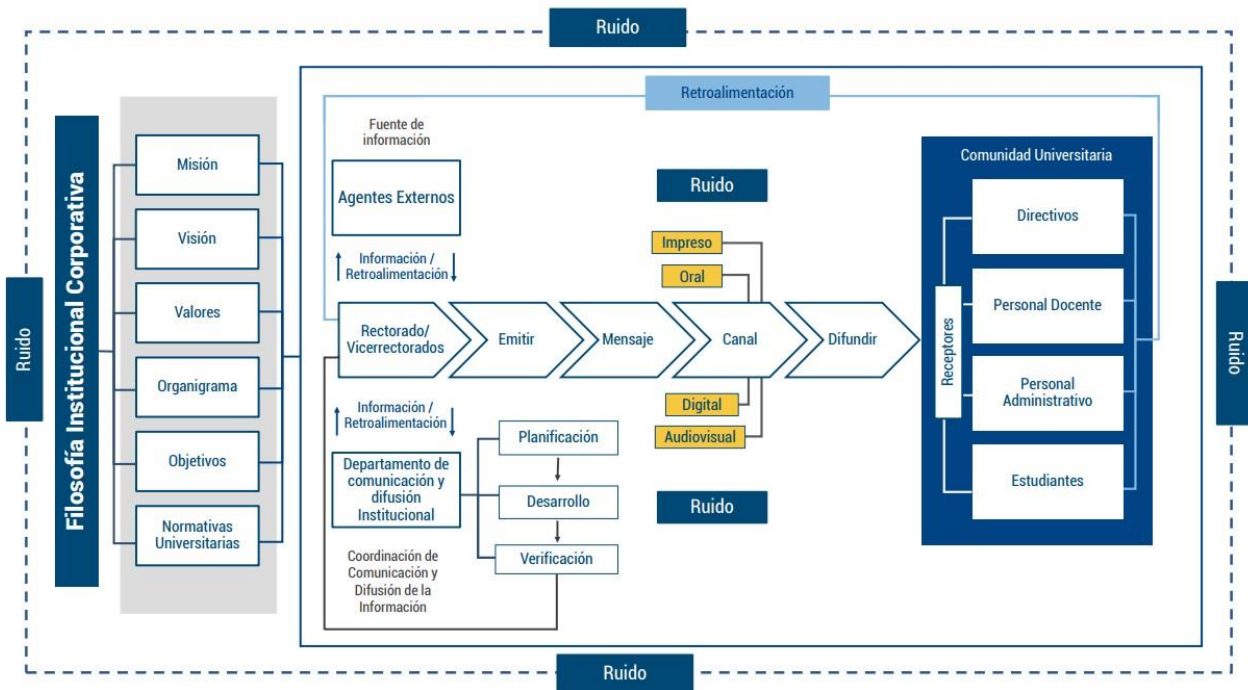 Ruido
Retroalimentación
Ruido
Filosofía Institucional Corporativa
Misión
Visión
Valores
Organigrama
Objetivos
Normativas
Universitarias
Fuente de
información
Agentes Externos
Información /
Retroalimentación
Rectorado/
Vicerrectorados
Emitir
Mensaje
Canal
Difundir
Información /
Retroalimentación
Departamento de
comunicación y
difusión
Institucional
Coordinación de
Comunicación y
Difusión de la
Información
Planificación
Desarrollo
Verificación
Ruido
Impreso
Oral
Digital
Audiovisual
Ruido
Comunidad Universitaria
Receptores
Directivos
Personal Docente
Personal
Administrativo
Estudiantes
Ruido
Ruido